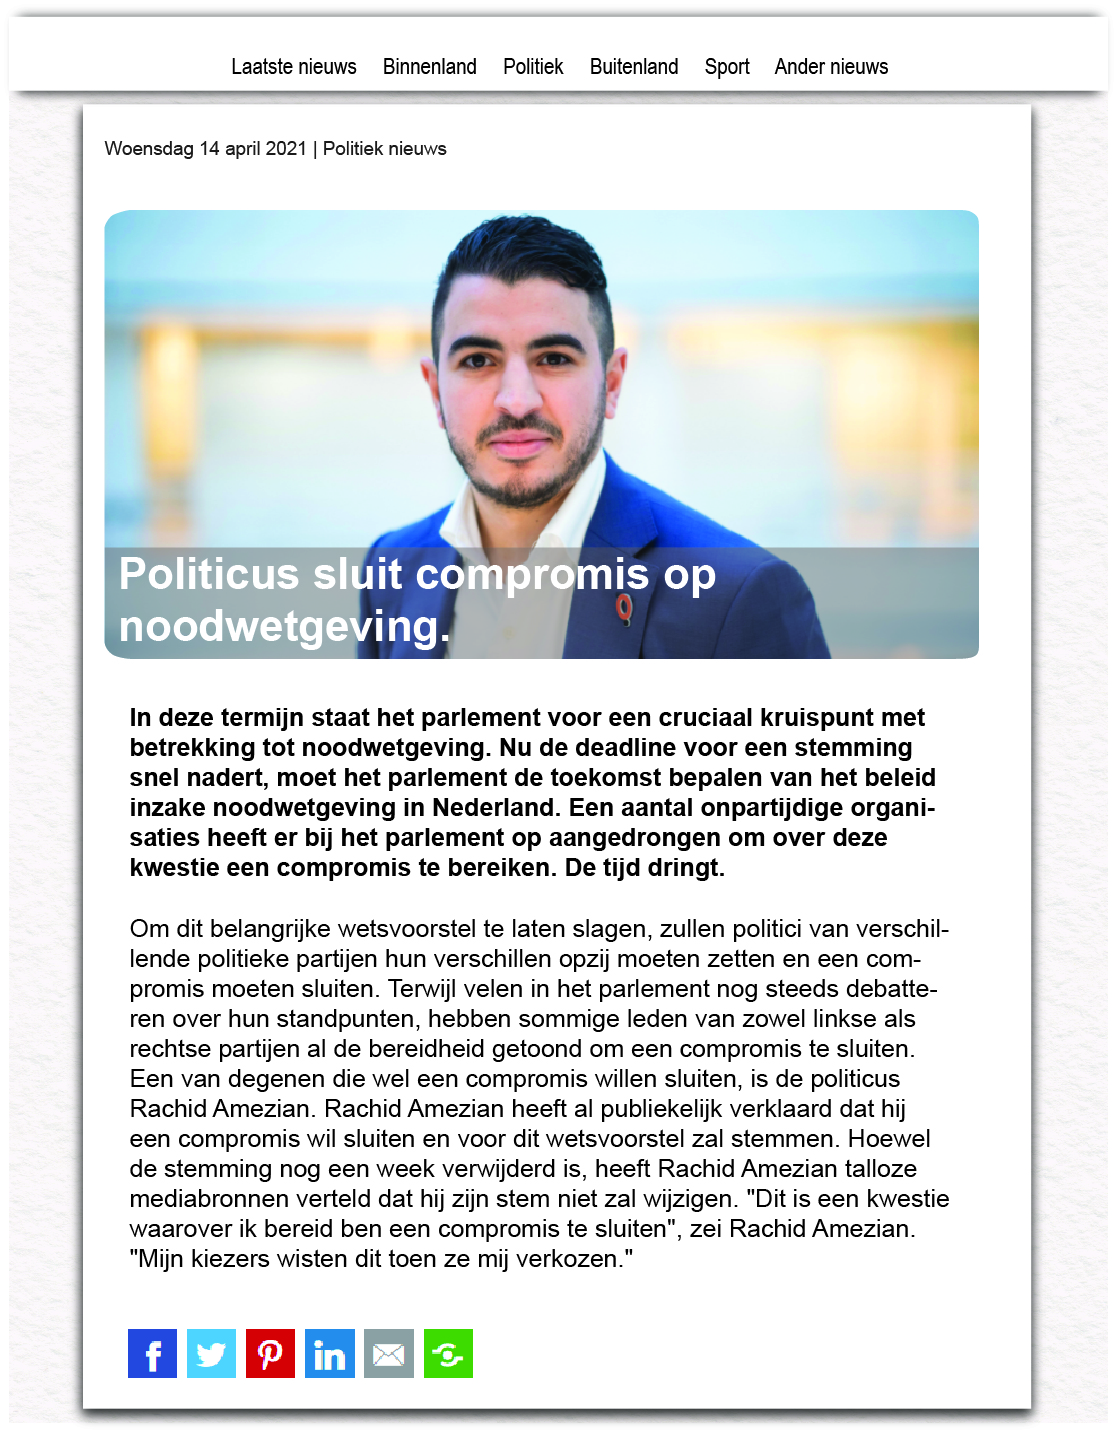 Laatste nieuws Binnenland Politiek Buitenland Sport Ander nieuws
Woensdag 14 april 2021 | Politiek nieuws
Politicus sluit compromis op
noodwetgeving.
In deze termijn staat het parlement voor een cruciaal kruispunt met
betrekking tot noodwetgeving. Nu de deadline voor een stemming
snel nadert, moet het parlement de toekomst bepalen van het beleid
inzake noodwetgeving in Nederland. Een aantal onpartijdige organi-
saties heeft er bij het parlement op aangedrongen om over deze
kwestie een compromis te bereiken. De tijd dringt.
Om dit belangrijke wetsvoorstel te laten slagen, zullen politici van verschil-
lende politieke partijen hun verschillen opzij moeten zetten en een com-
promis moeten sluiten. Terwijl velen in het parlement nog steeds debatte-
ren over hun standpunten, hebben sommige leden van zowel linkse als
rechtse partijen al de bereidheid getoond om een compromis te sluiten.
Een van degenen die wel een compromis willen sluiten, is de politicus
Rachid Amezian. Rachid Amezian heeft al publiekelijk verklaard dat hij
een compromis wil sluiten en voor dit wetsvoorstel zal stemmen. Hoewel
de stemming nog een week verwijderd is, heeft Rachid Amezian talloze
mediabronnen verteld dat hij zijn stem niet zal wijzigen. "Dit is een kwestie
waarover ik bereid ben een compromis te sluiten", zei Rachid Amezian.
"Mijn kiezers wisten dit toen ze mij verkozen."